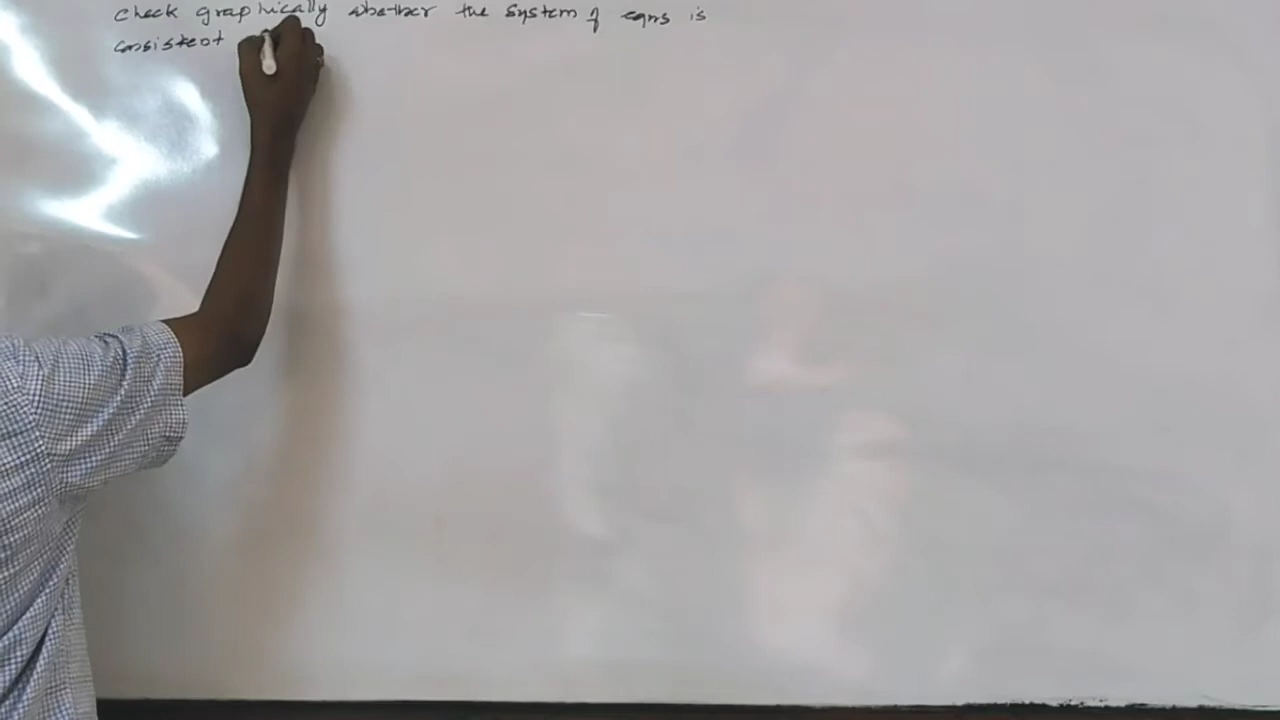 check graphically whether the system of eqns is
consistent